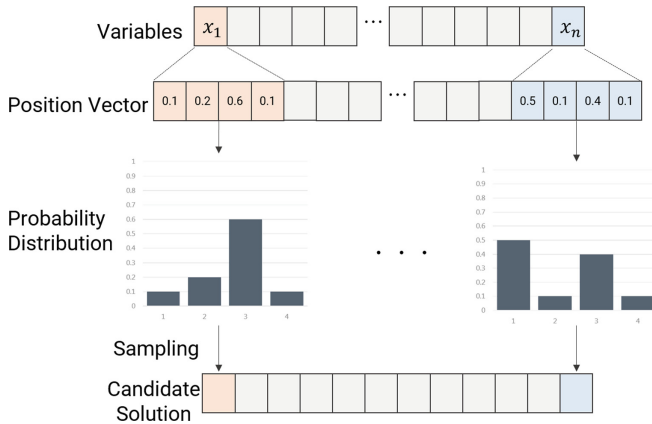 Variables x₁ ... xₙ
Position Vector 0.1 0.2 0.6 0.1 ... 0.5 0.1 0.4 0.1
Probability
Distribution
1
0.9
0.8
0.7
0.6
0.5
0.4
0.3
0.2
0.1
0
1 2 3 4
. . .
1
0.9
0.8
0.7
0.6
0.5
0.4
0.3
0.2
0.1
0
1 2 3 4
Sampling
Candidate
Solution